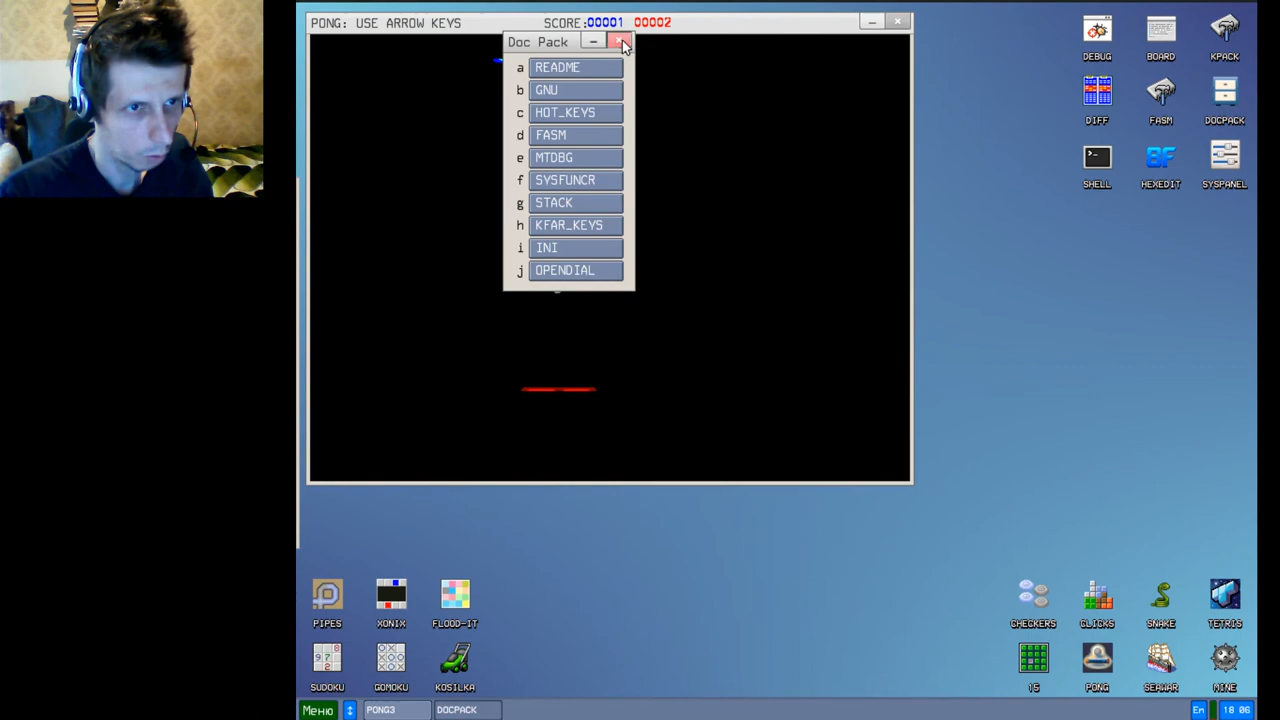 PONG: USE ARROW KEYS SCORE:00001 00002
Doc Pack
a README
b GNU
c HOT_KEYS
d FASM
e MTDBG
f SYSFUNCR
g STACK
h KFAR_KEYS
i INI
j OPENDIAL
DEBUG BOARD KPACK
DIFF FASM DOCPACK
SHELL HEXEDIT SYSPANEL
PIPES XONIX FLOOD-IT
CHECKERS CLICKS SNAKE TETRIS
SUDOKU GOMOKU KOSILKA
15 PONG SEAWAR MINE
Меню PONG3 DOCPACK En 18 06